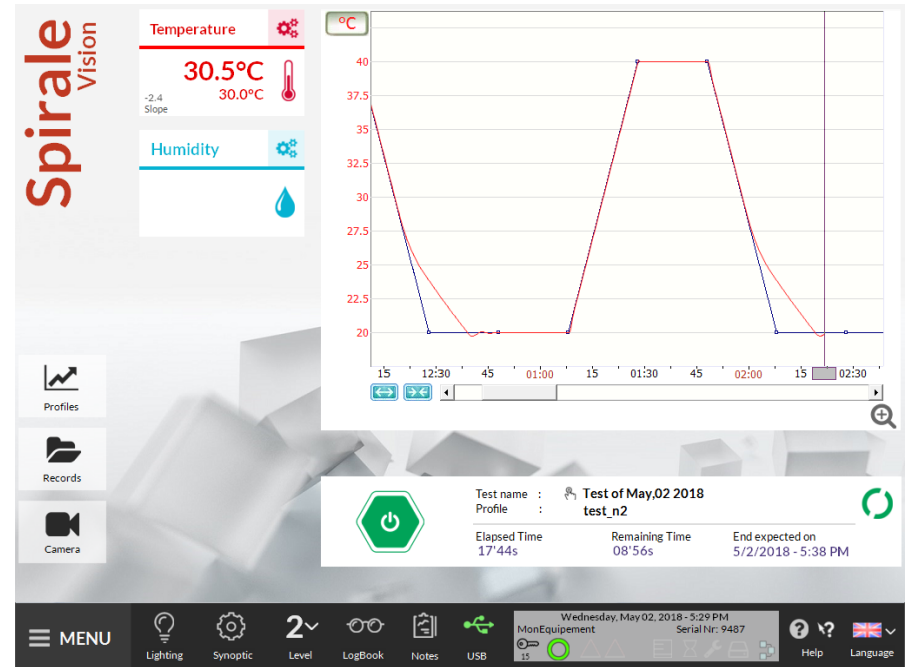 Spirale
Vision
Temperature
30.5°C
-2.4
30.0°C
Slope
Humidity
°C
40
37.5
35
32.5
30
27.5
25
22.5
20
15 12:30 45 01:00 15 01:30 45 02:00 15 02:30
Profiles
Records
Camera
Test name : Test of May,02 2018
Profile : test_n2
Elapsed Time Remaining Time End expected on
17'44s 08'56s 5/2/2018 - 5:38 PM
MENU
Lighting
Synoptic
2
Level
LogBook
Notes
USB
Wednesday, May 02, 2018 - 5:29 PM
MonEquipement Serial Nr: 9487
15
Help
Language